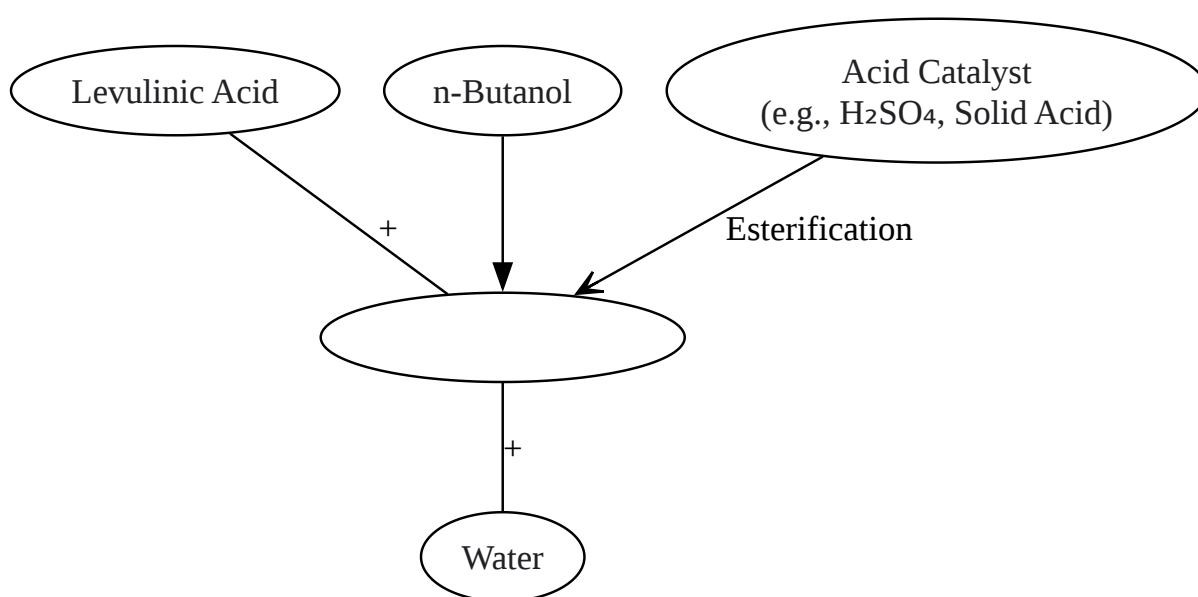 Levulinic Acid
n-Butanol
Acid Catalyst
(e.g., H₂SO₄, Solid Acid)
+
Esterification
+
Water